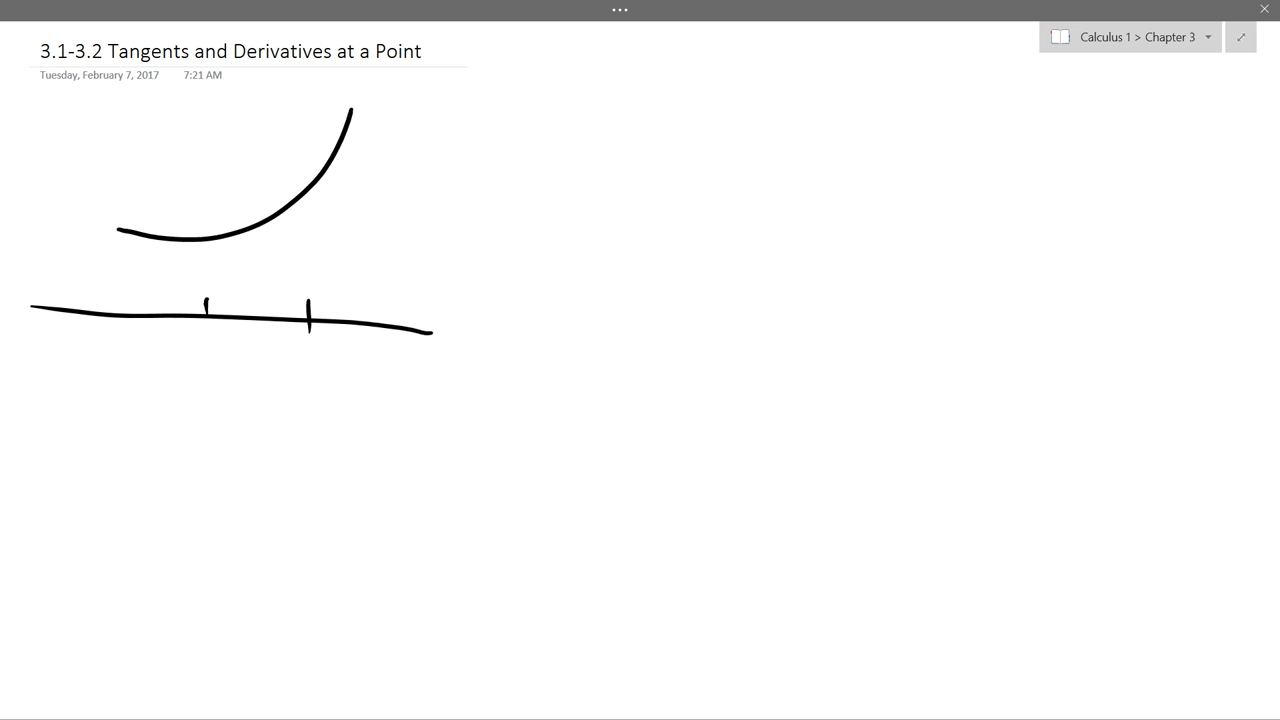 3.1-3.2 Tangents and Derivatives at a Point
Tuesday, February 7, 2017 7:21 AM
Calculus 1 > Chapter 3